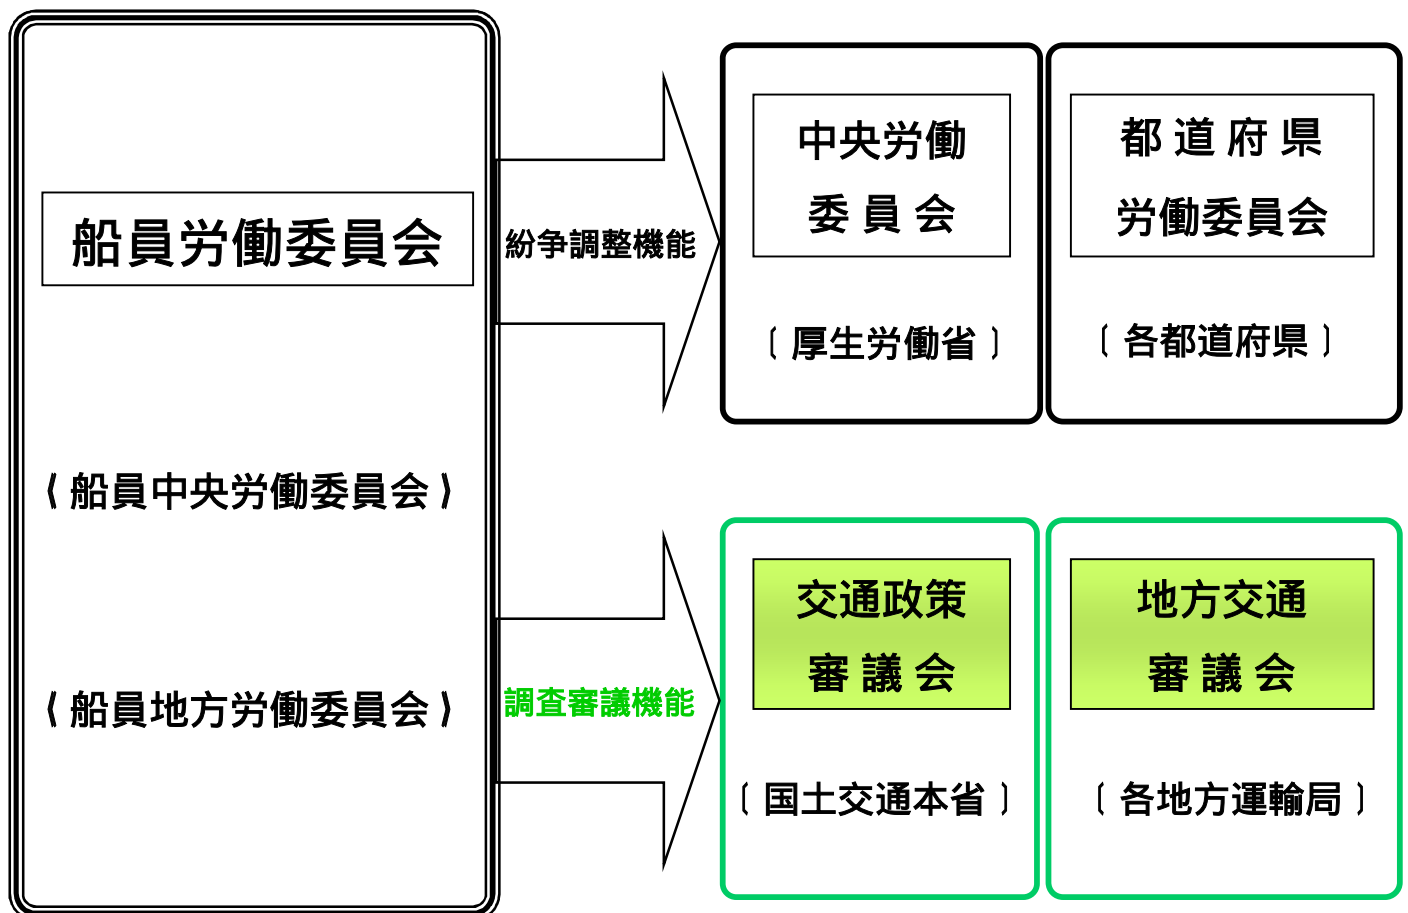 船員労働委員会
⟨ 船員中央労働委員会 ⟩
⟨ 船員地方労働委員会 ⟩
紛争調整機能
中央労働
委 員 会
〔 厚生労働省 〕
都 道 府 県
労働委員会
〔 各都道府県 〕
調査審議機能
交通政策
審 議 会
〔 国土交通本省 〕
地方交通
審 議 会
〔 各地方運輸局 〕